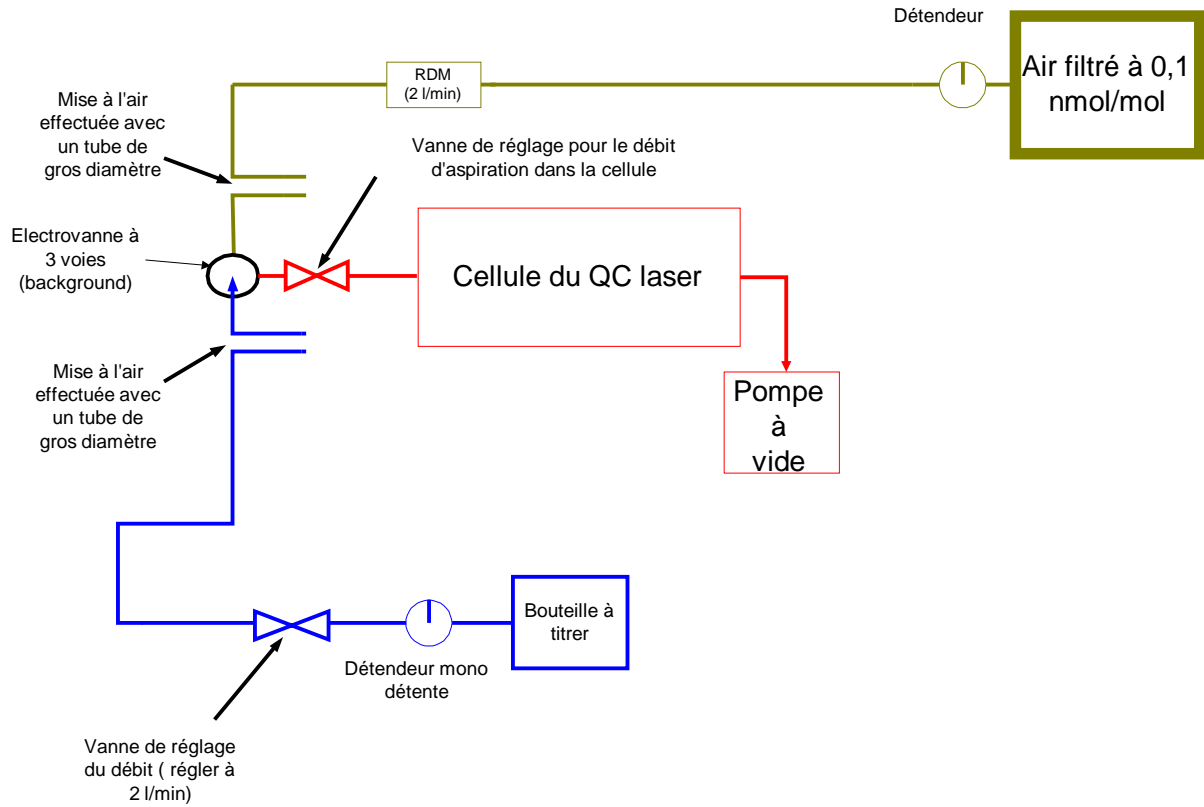 Détendeur
Air filtré à 0,1
nmol/mol
RDM
(2 l/min)
Mise à l'air
effectuée avec
un tube de
gros diamètre
Vanne de réglage pour le débit
d'aspiration dans la cellule
Electrovanne à
3 voies
(background)
Cellule du QC laser
Mise à l'air
effectuée avec
un tube de
gros diamètre
Pompe
à
vide
Bouteille à
titrer
Détendeur mono
détente
Vanne de réglage
du débit ( régler à
2 l/min)